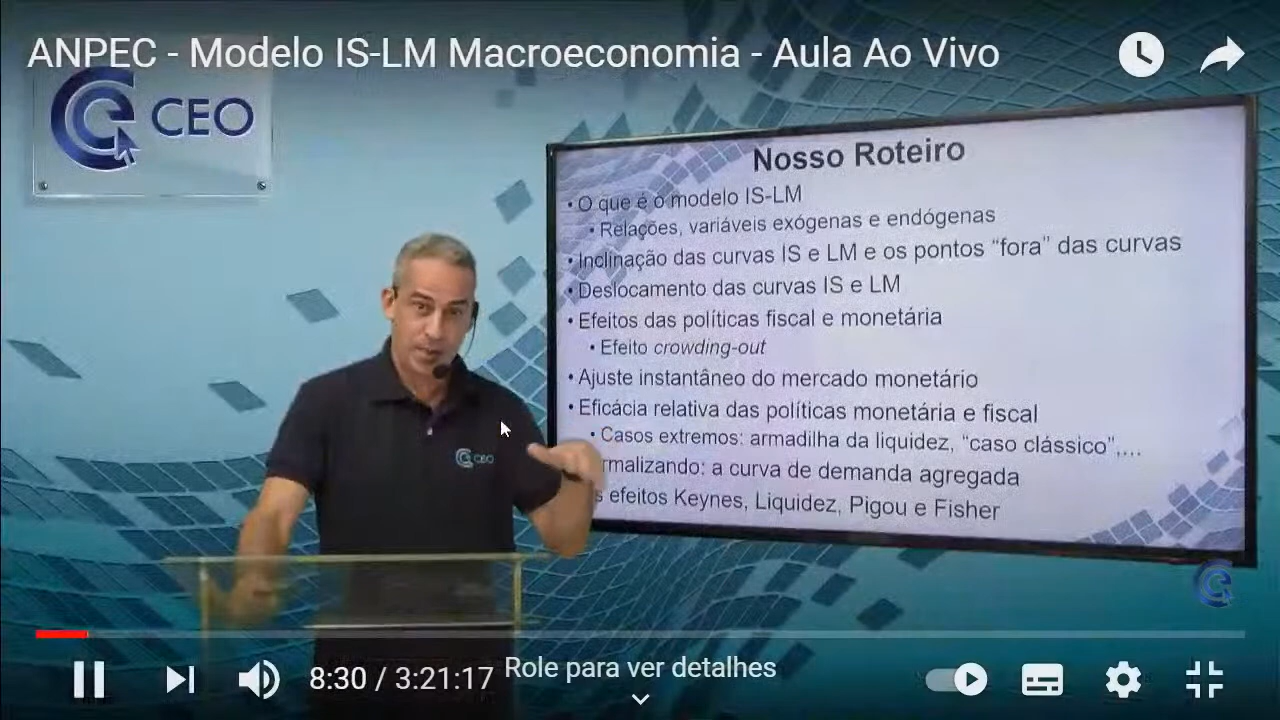 ANPEC - Modelo IS-LM Macroeconomia - Aula Ao Vivo
CEO
Nosso Roteiro
• O que é o modelo IS-LM
• Relações, variáveis exógenas e endógenas
• Inclinação das curvas IS e LM e os pontos “fora” das curvas
• Deslocamento das curvas IS e LM
• Efeitos das políticas fiscal e monetária
• Efeito crowding-out
• Ajuste instantâneo do mercado monetário
• Eficácia relativa das políticas monetária e fiscal
• Casos extremos: armadilha da liquidez, “caso clássico”,...
rmalizando: a curva de demanda agregada
s efeitos Keynes, Liquidez, Pigou e Fisher
CEO
8:30 / 3:21:17
Role para ver detalhes